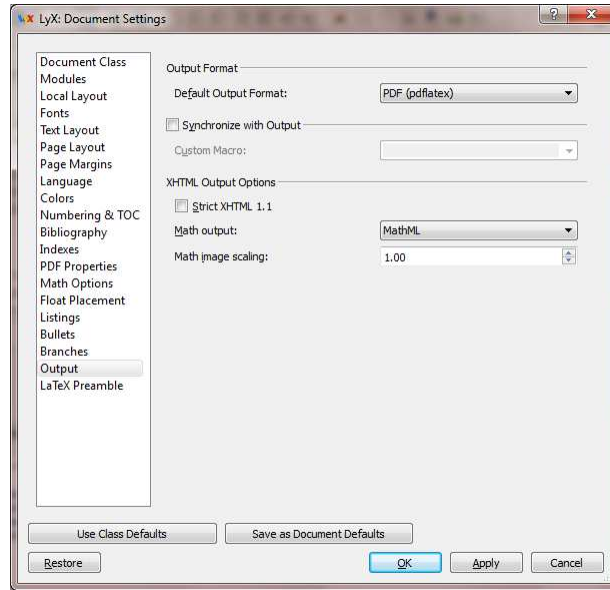 LyX: Document Settings
Document Class
Modules
Local Layout
Fonts
Text Layout
Page Layout
Page Margins
Language
Colors
Numbering & TOC
Bibliography
Indexes
PDF Properties
Math Options
Float Placement
Listings
Bullets
Branches
Output
LaTeX Preamble
Output Format
Default Output Format: PDF (pdflatex)
Synchronize with Output
Custom Macro:
XHTML Output Options
Strict XHTML 1.1
Math output: MathML
Math image scaling: 1.00
Use Class Defaults Save as Document Defaults
Restore OK Apply Cancel